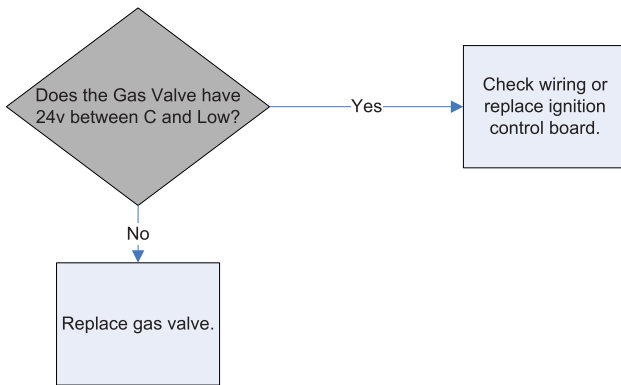 Does the Gas Valve have
24v between C and Low?
Yes
Check wiring or
replace ignition
control board.
No
Replace gas valve.